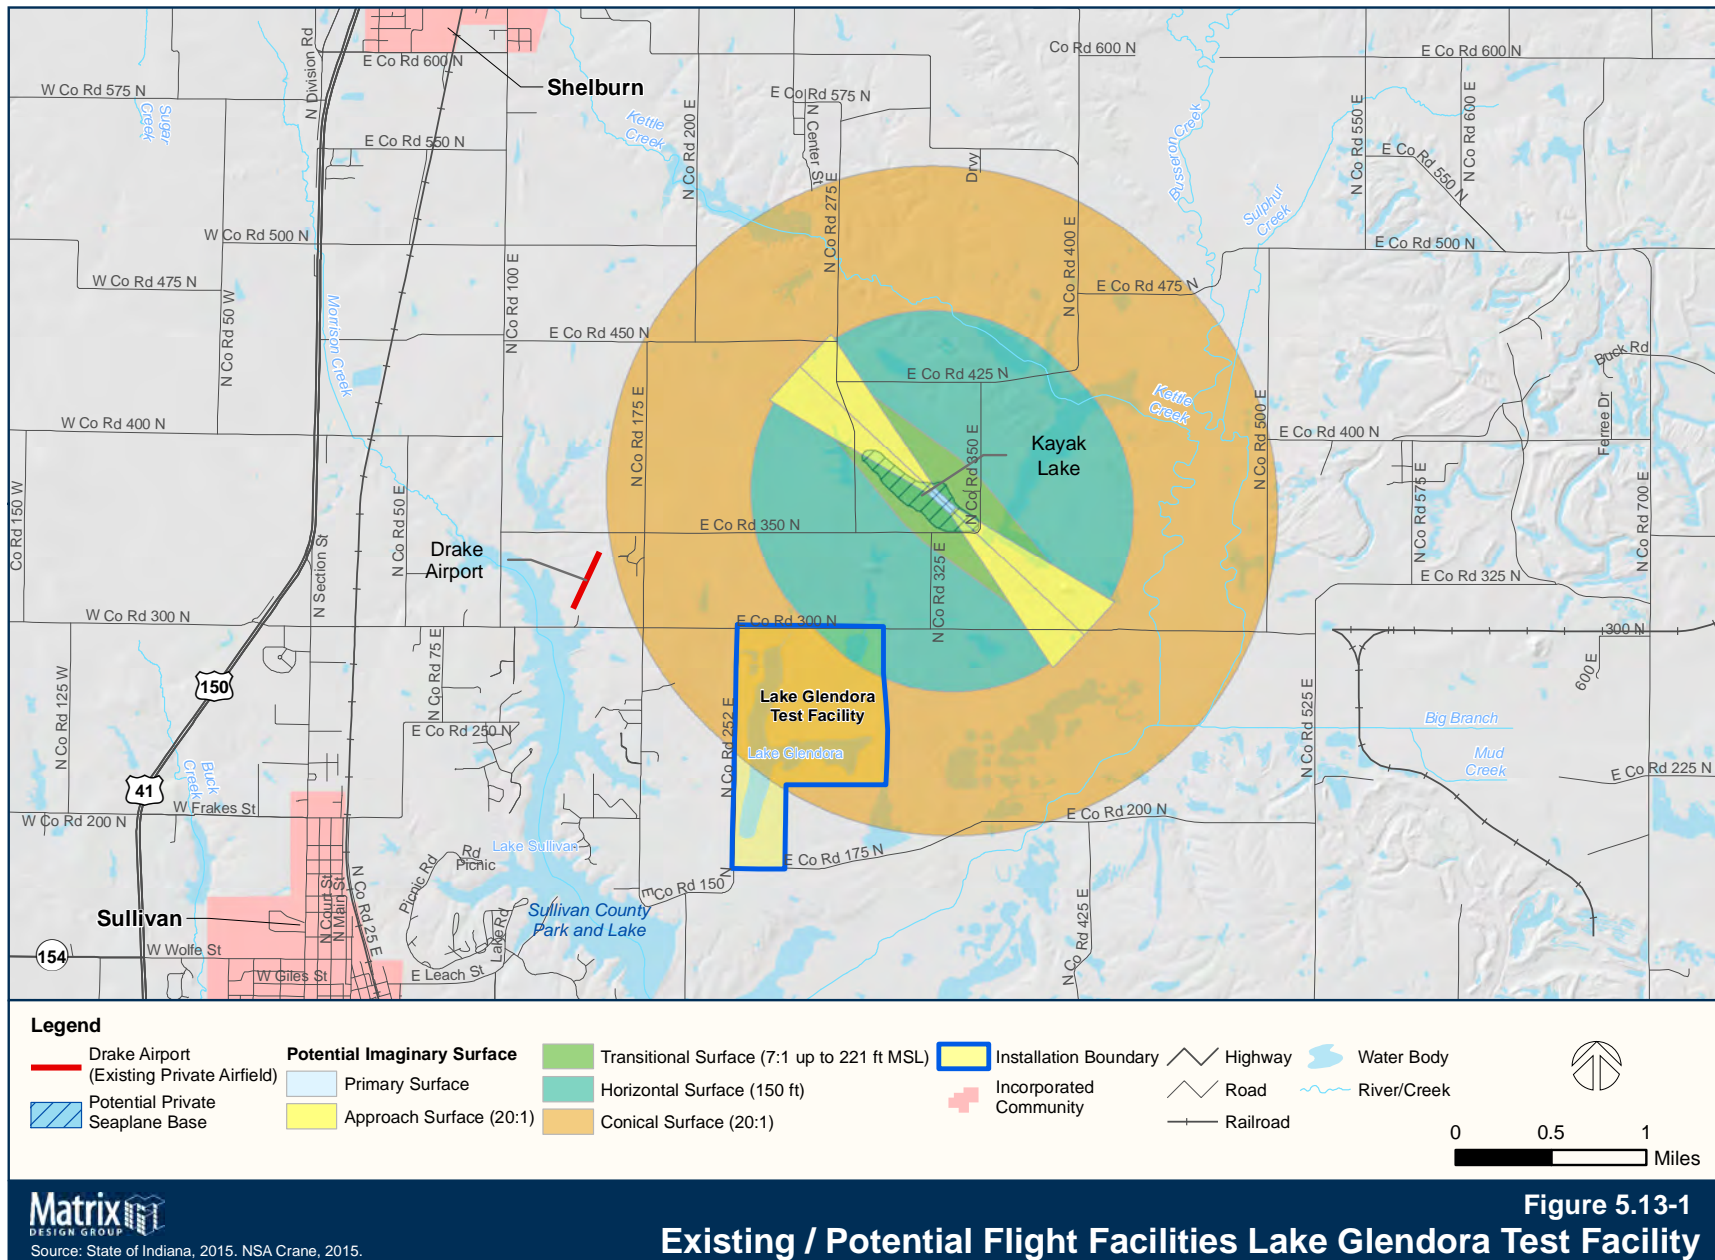 N Division Rd
E Co Rd 600 N
Shelburn
Co Rd 600 N
E Co Rd 600 N
W Co Rd 575 N
Sugar
Creek
E Co Rd 550 N
Kettle
Creek
N Co Rd 200 E
E Co Rd 575 N
N Center St
Drvy
Busseron Creek
Sulphur
Creek
N Co Rd 550 E
N Co Rd 600 E
E Co Rd 550 N
W Co Rd 500 N
W Co Rd 475 N
N Co Rd 50 W
Morrison Creek
N Co Rd 100 E
E Co Rd 450 N
N Co Rd 275 E
N Co Rd 400 E
E Co Rd 475 N
E Co Rd 500 N
Buck Rd
Ferree Dr
E Co Rd 425 N
Kettle
Creek
N Co Rd 500 E
E Co Rd 400 N
N Co Rd 575 E
N Co Rd 700 E
W Co Rd 400 N
Co Rd 150 W
N Co Rd 50 E
N Section St
N Co Rd 175 E
Kayak
Lake
N Co Rd 350 E
E Co Rd 350 N
N Co Rd 325 E
Drake
Airport
E Co Rd 325 N
W Co Rd 300 N
E Co Rd 300 N
300 N
600 E
N Co Rd 125 W
150
N Co Rd 75 E
E Co Rd 250 N
N Co Rd 252 E
Lake Glendora
Test Facility
Lake Glendora
N Co Rd 525 E
Big Branch
Mud
Creek
E Co Rd 225 N
41
Buck
Creek
W Frakes St
W Co Rd 200 N
E Co Rd 200 N
E Co Rd 175 N
E Co Rd 150 N
Lake Sullivan
Rd
Picnic
Picnic Rd
Lake Rd
Sullivan County
Park and Lake
N Co Rd 425 E
Sullivan
N Court St
N Main St
N Co Rd 25 E
154
W Wolfe St
W Giles St
E Leach St
Legend
Drake Airport
(Existing Private Airfield)
Potential Private
Seaplane Base
Potential Imaginary Surface
Primary Surface
Approach Surface (20:1)
Transitional Surface (7:1 up to 221 ft MSL)
Horizontal Surface (150 ft)
Conical Surface (20:1)
Installation Boundary
Incorporated
Community
Highway
Road
Railroad
Water Body
River/Creek
0 0.5 1
Miles
Matrix
DESIGN GROUP
Source: State of Indiana, 2015. NSA Crane, 2015.
Figure 5.13-1
Existing / Potential Flight Facilities Lake Glendora Test Facility